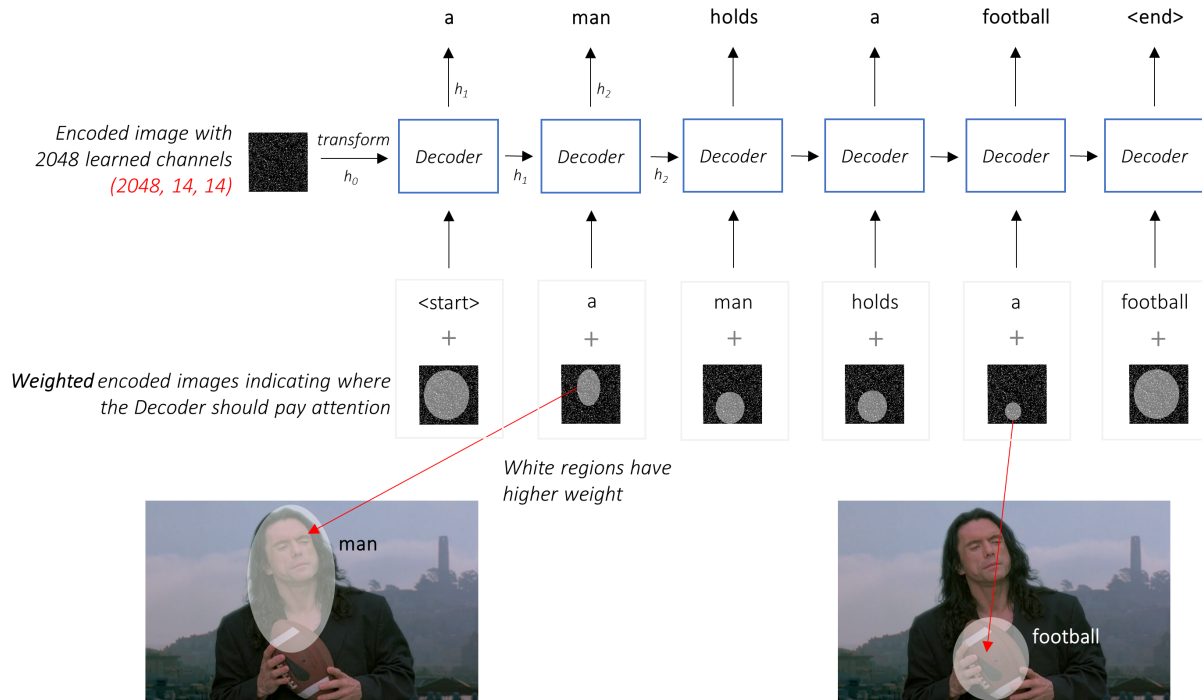 a man holds a football <end>
h1 h2
Encoded image with
2048 learned channels
(2048, 14, 14)
transform
h0
Decoder Decoder Decoder Decoder Decoder Decoder
h1 h2
<start> a man holds a football
+ + + + + +
Weighted encoded images indicating where
the Decoder should pay attention
White regions have
higher weight
man
football